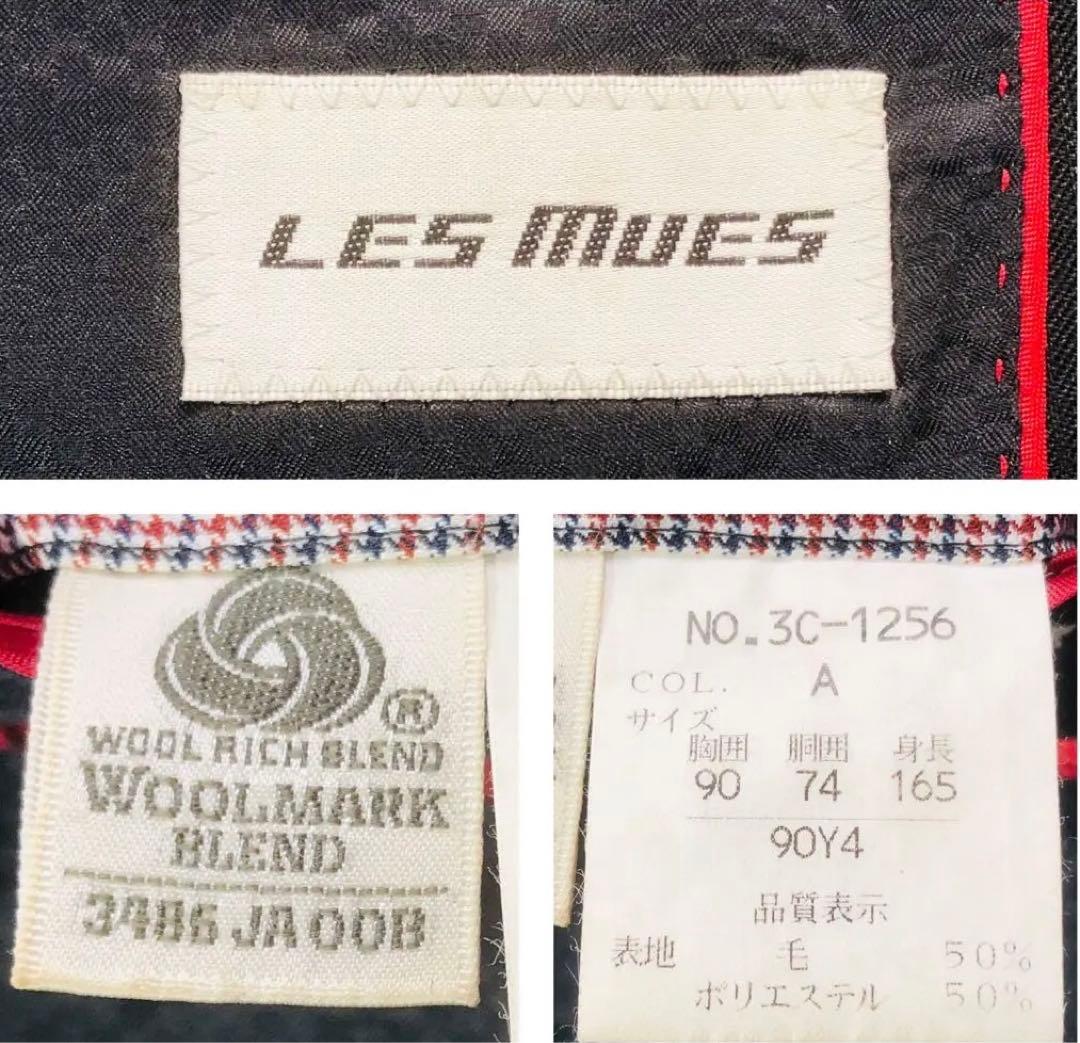 LES MUES
®
WOOL RICH BLEND
WOOLMARK
BLEND
3486 JA OOB
NO.3C-1256
COL. A
サイズ
胸囲 胴囲 身長
90 74 165
90Y4
品質表示
表地 毛 50%
ポリエステル 50%